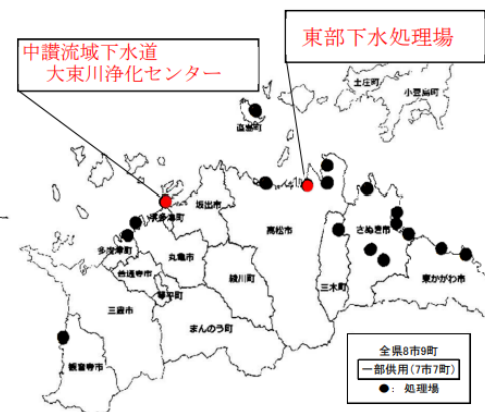 中讃流域下水道
大束川浄化センター
東部下水処理場
土庄町
小豆島町
直島町
坂出市
宇多津町
高松市
さぬき市
多度津町
丸亀市
善通寺市
綾川町
東かがわ市
三木町
琴平町
三豊市
まんのう町
観音寺市
全県8市9町
一部供用(7市7町)
●: 処理場